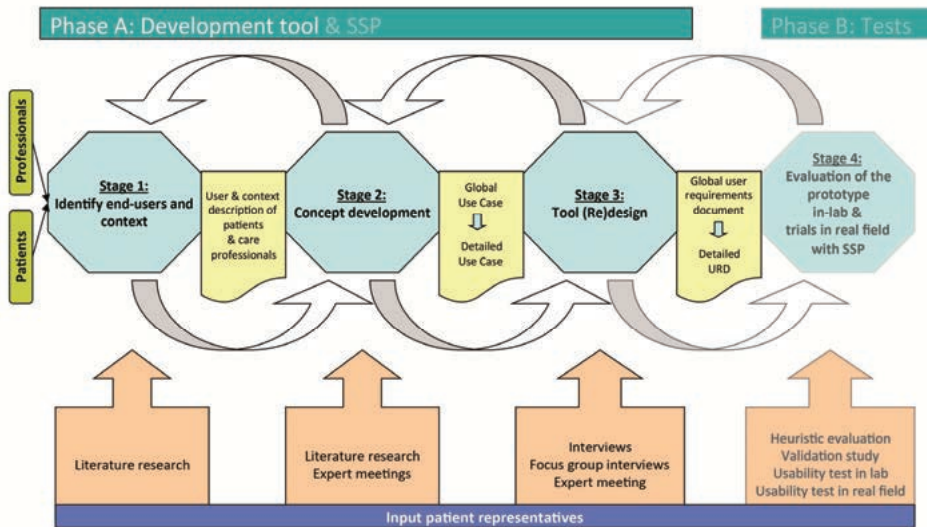 Phase A: Development tool & SSP
Phase B: Tests
Professionals
Patients
Stage 1:
Identify end-users and
context
User & context
description of
patients
& care
professionals
Stage 2:
Concept development
Global
Use Case
Detailed
Use Case
Stage 3:
Tool (Re)design
Global user
requirements
document
Detailed
URD
Stage 4:
Evaluation of the
prototype
in-lab &
trials in real field
with SSP
Literature research
Literature research
Expert meetings
Interviews
Focus group interviews
Expert meeting
Heuristic evaluation
Validation study
Usability test in lab
Usability test in real field
Input patient representatives